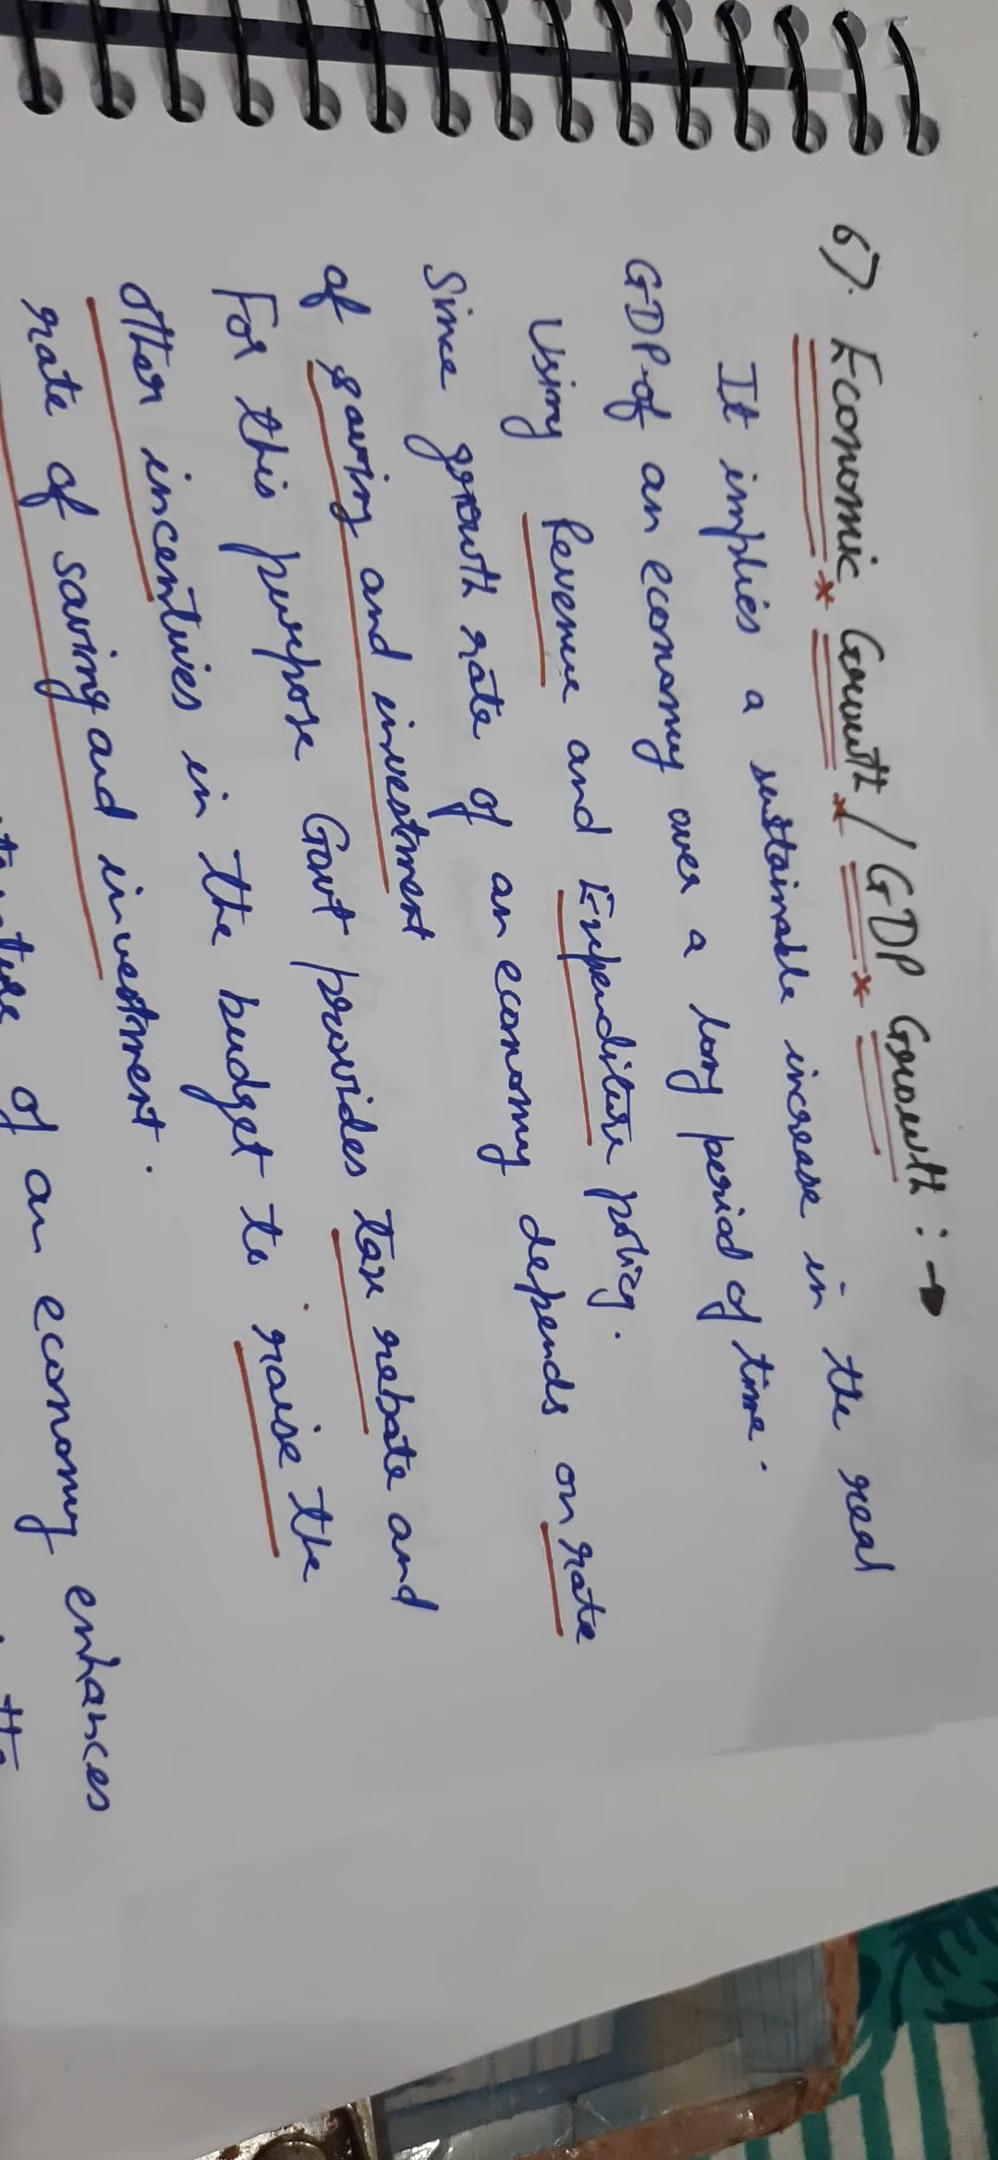 6). Economic Growth / GDP Growth : →
It implies a sustainable increase in the real
GDP of an economy over a long period of time.
Using Revenue and Expenditure policy.
Since growth rate of an economy depends on rate
of saving and investment
For this purpose Govt provides tax rebate and
other incentives in the budget to raise the
rate of saving and investment.
of an economy enhances